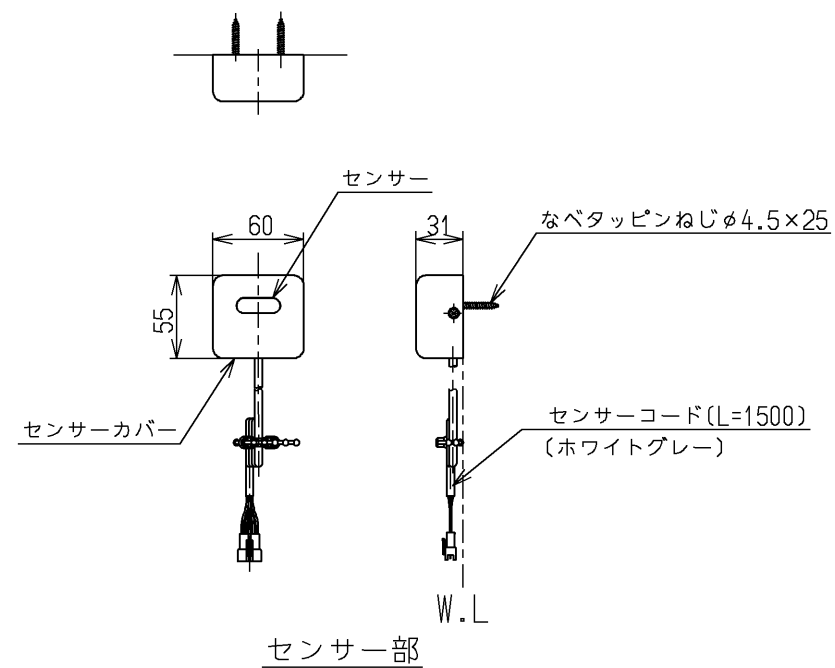 センサー
60
31
なべタッピンねじφ4.5×25
55
センサーカバー
センサーコード(L=1500)
(ホワイトグレー)
W.L
センサー部